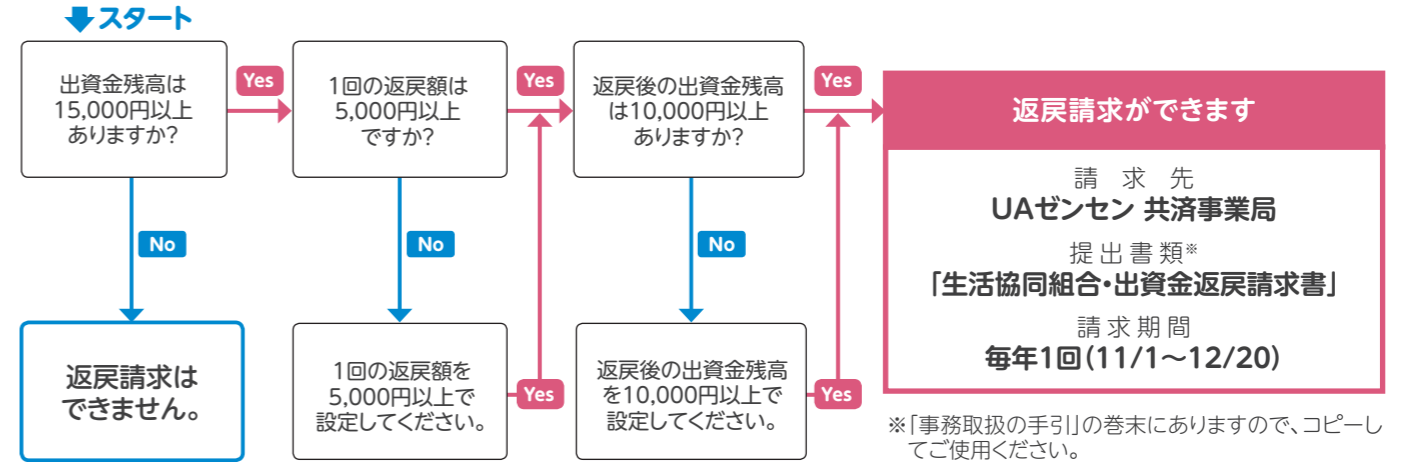 スタート
出資金残高は
15,000円以上
ありますか?
Yes
1回の返戻額は
5,000円以上
ですか?
Yes
返戻後の出資金残高
は10,000円以上
ありますか?
Yes
No
No
No
返戻請求は
できません。
1回の返戻額を
5,000円以上で
設定してください。
Yes
返戻後の出資金残高
を10,000円以上で
設定してください。
Yes
返戻請求ができます
請 求 先
UAゼンセン 共済事業局
提出書類※
「生活協同組合・出資金返戻請求書」
請求期間
毎年1回(11/1〜12/20)
※「事務取扱の手引」の巻末にありますので、コピーし
てご使用ください。